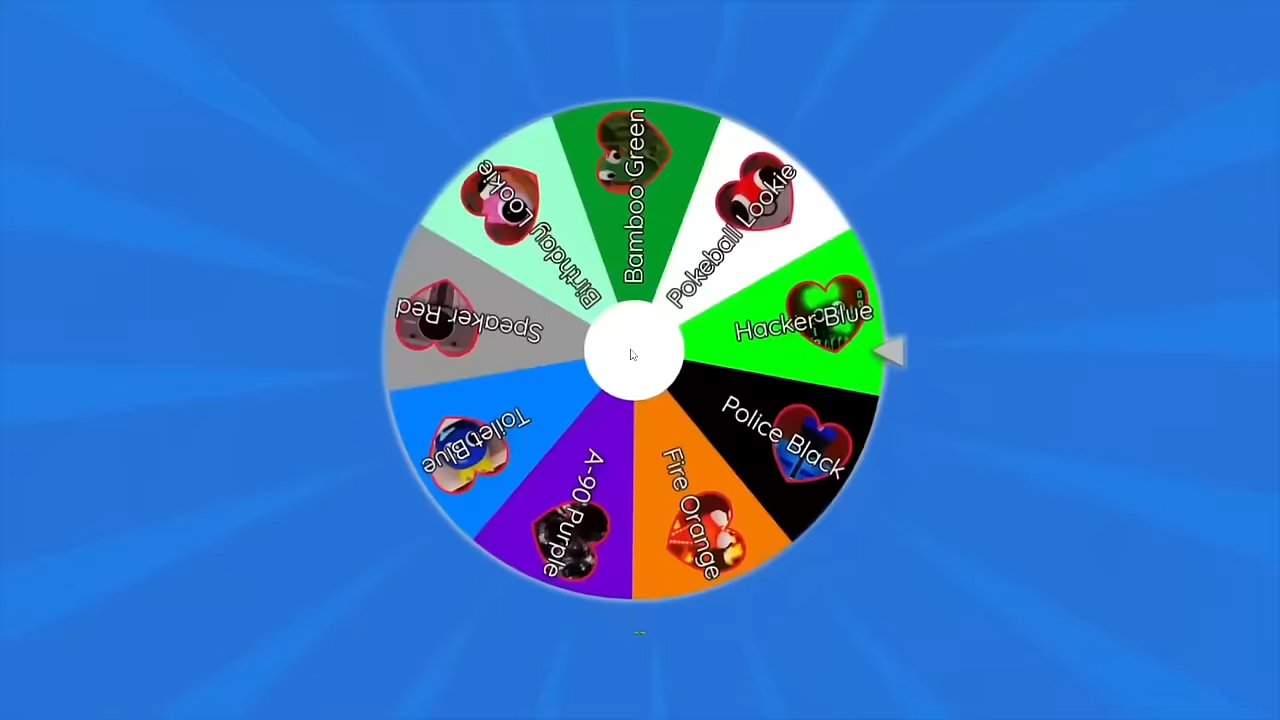 Bamboo Green
Pokeball Lookie
Hacker Blue
Police Black
Fire Orange
A-90 Purple
Toilet Blue
Speaker Red
Birthday Lookie